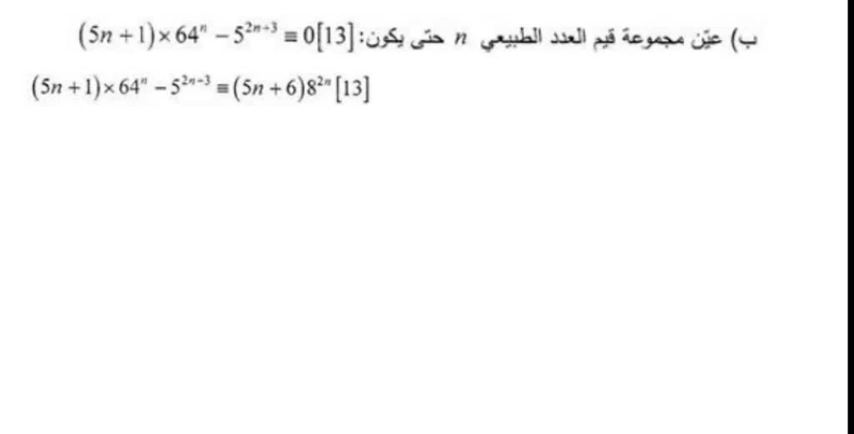 ب) عيّن مجموعة قيم العدد الطبيعي n حتى يكون: (5n+1)×64ⁿ − 5²ⁿ⁺³ ≡ 0[13]
(5n+1)×64ⁿ − 5²ⁿ⁺³ ≡ (5n+6)8²ⁿ[13]